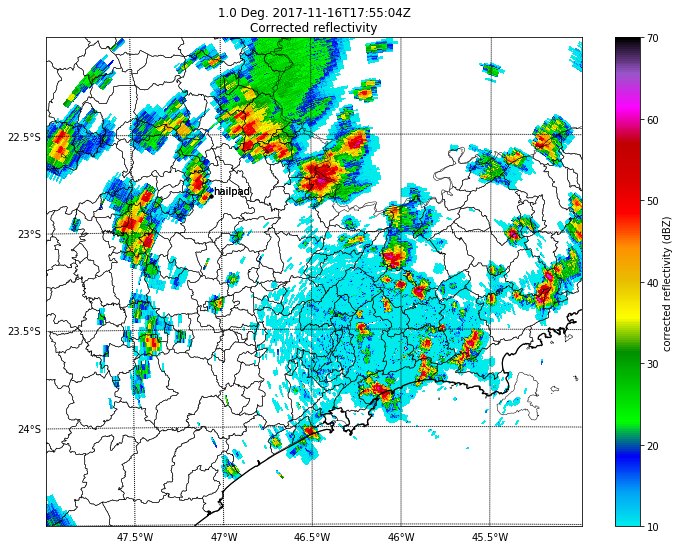 1.0 Deg. 2017-11-16T17:55:04Z
Corrected reflectivity
22.5°S
23°S
23.5°S
24°S
hailpad
47.5°W
47°W
46.5°W
46°W
45.5°W
70
60
50
40
30
20
10
corrected reflectivity (dBZ)